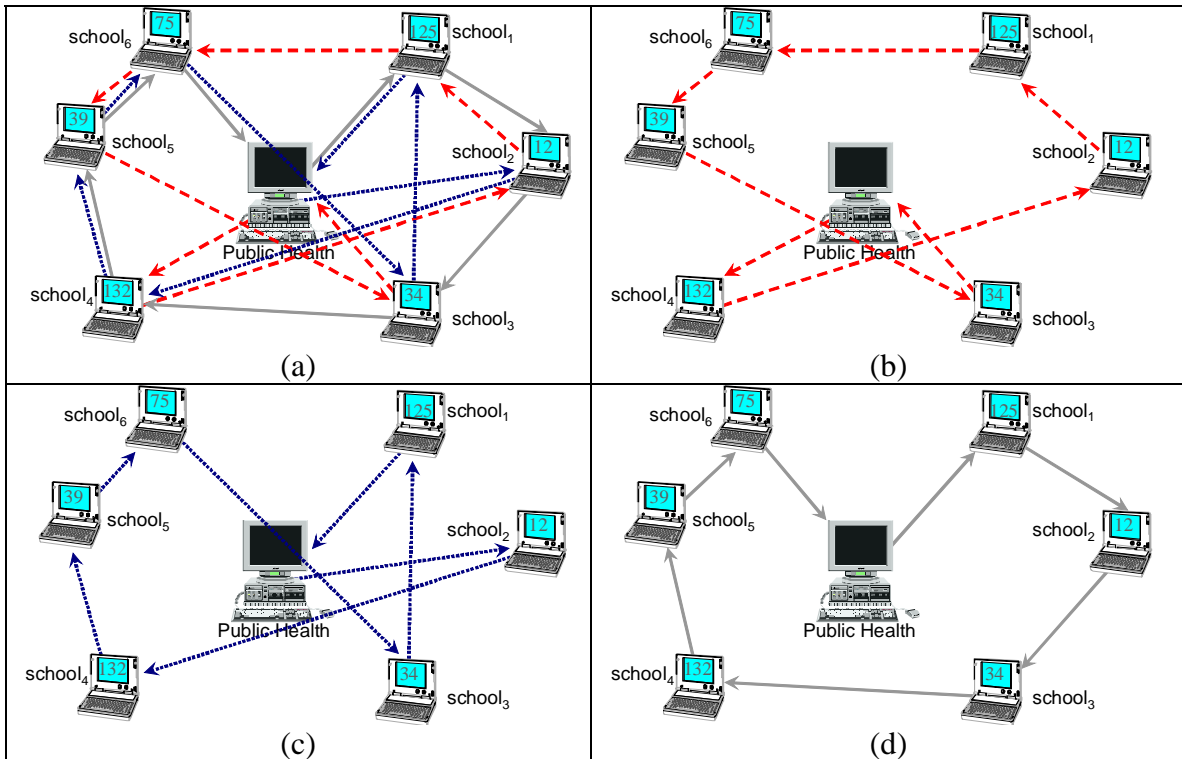 75
school₆
125
school₁
39
school₅
school₂
12
Public Health
school₄
132
34
school₃
(a)
75
school₆
125
school₁
39
school₅
school₂
12
Public Health
school₄
132
34
school₃
(b)
75
school₆
125
school₁
39
school₅
school₂
12
Public Health
school₄
132
34
school₃
(c)
75
school₆
125
school₁
39
school₅
school₂
12
Public Health
school₄
132
34
school₃
(d)